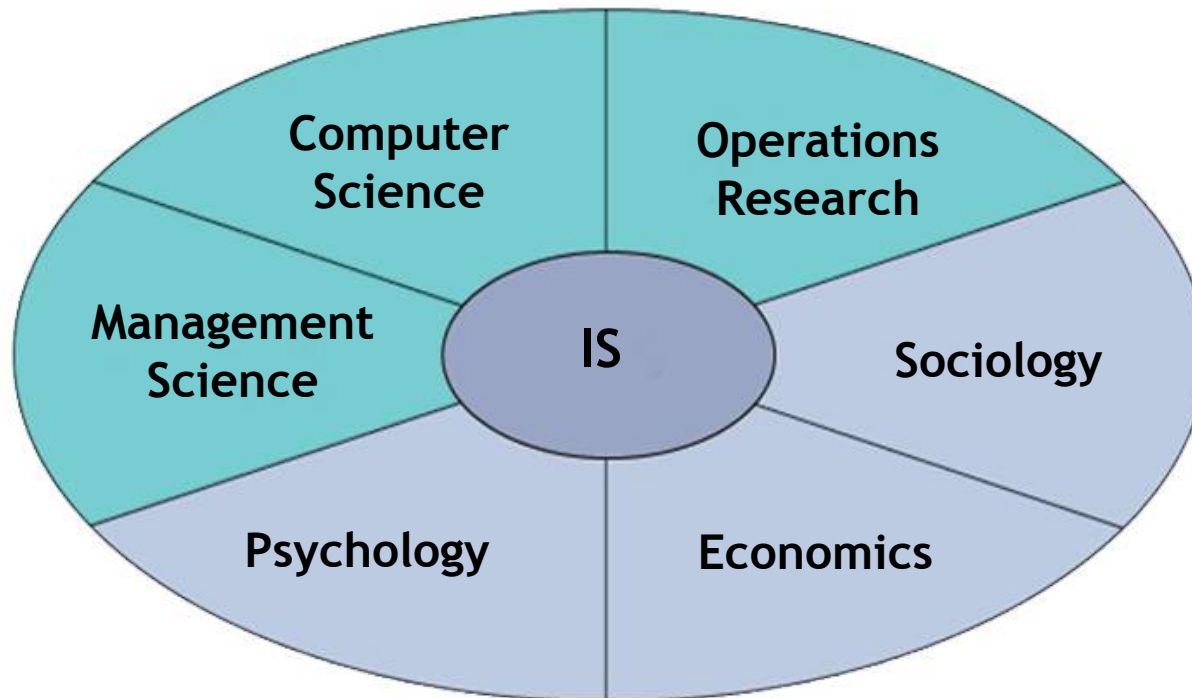 Computer
Science
Operations
Research
Management
Science
IS
Sociology
Psychology
Economics